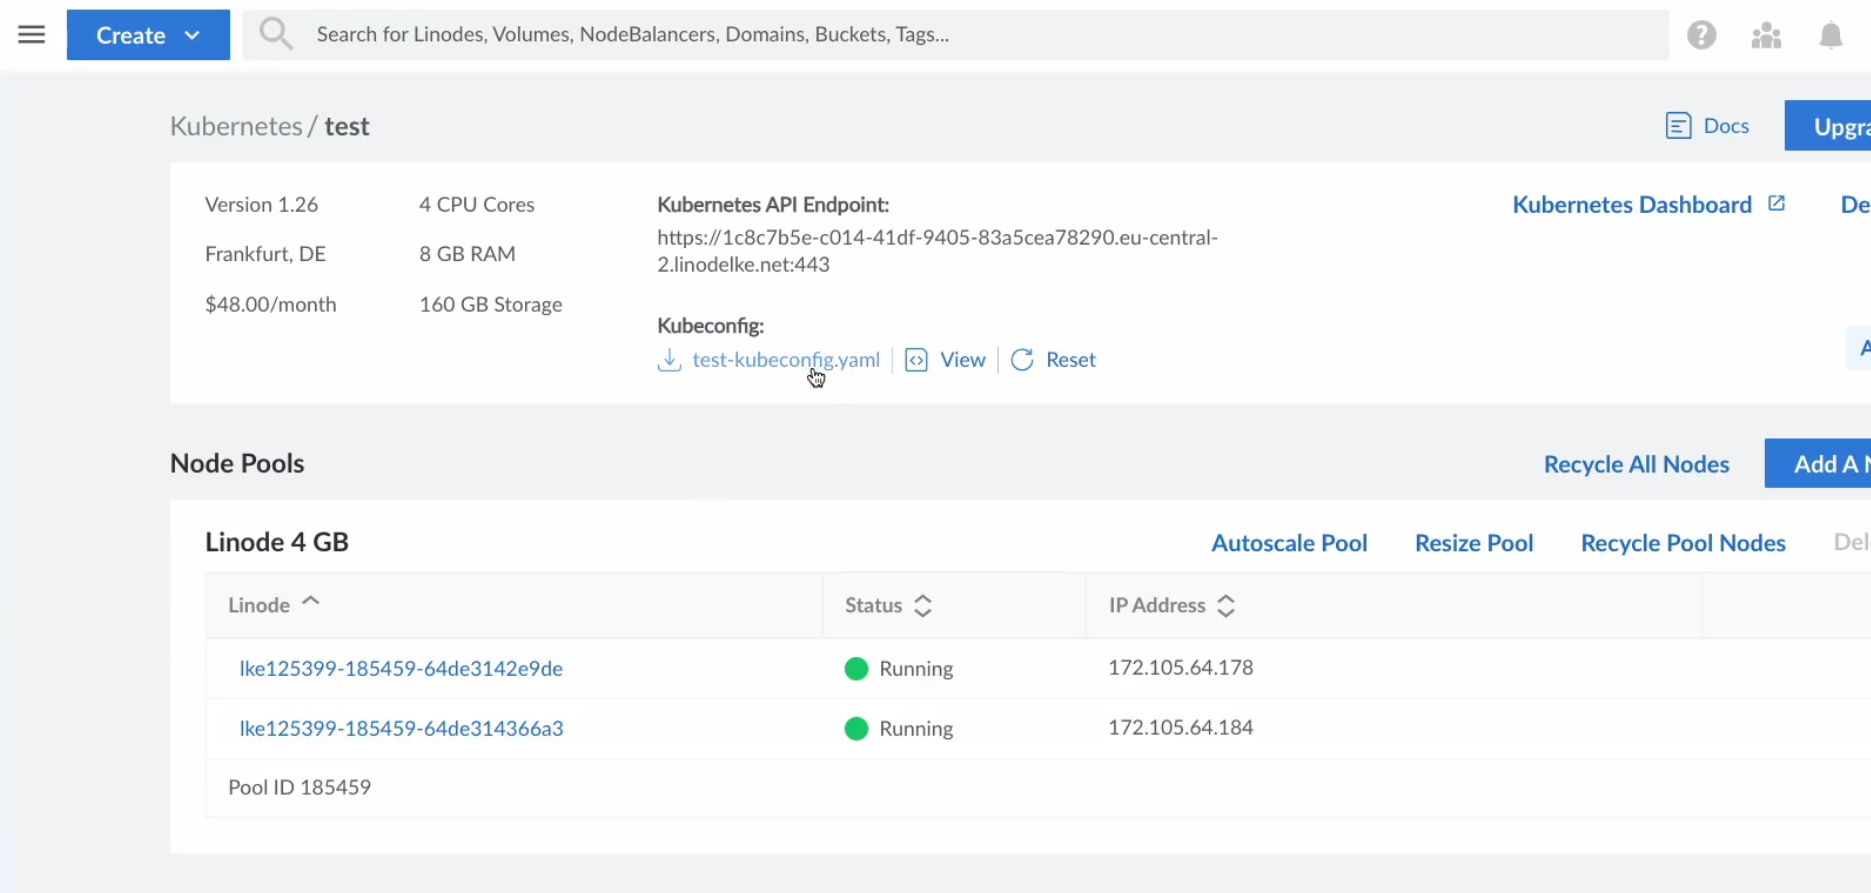 Create
Search for Linodes, Volumes, NodeBalancers, Domains, Buckets, Tags...
Kubernetes / test
Docs
Upgra
Version 1.26
4 CPU Cores
Kubernetes API Endpoint:
Kubernetes Dashboard
De
https://1c8c7b5e-c014-41df-9405-83a5cea78290.eu-central-
2.linodelke.net:443
Frankfurt, DE
8 GB RAM
$48.00/month
160 GB Storage
Kubeconfig:
test-kubeconfig.yaml
View
Reset
A
Node Pools
Recycle All Nodes
Add A N
Linode 4 GB
Autoscale Pool
Resize Pool
Recycle Pool Nodes
Del
Linode
Status
IP Address
lke125399-185459-64de3142e9de
Running
172.105.64.178
lke125399-185459-64de314366a3
Running
172.105.64.184
Pool ID 185459